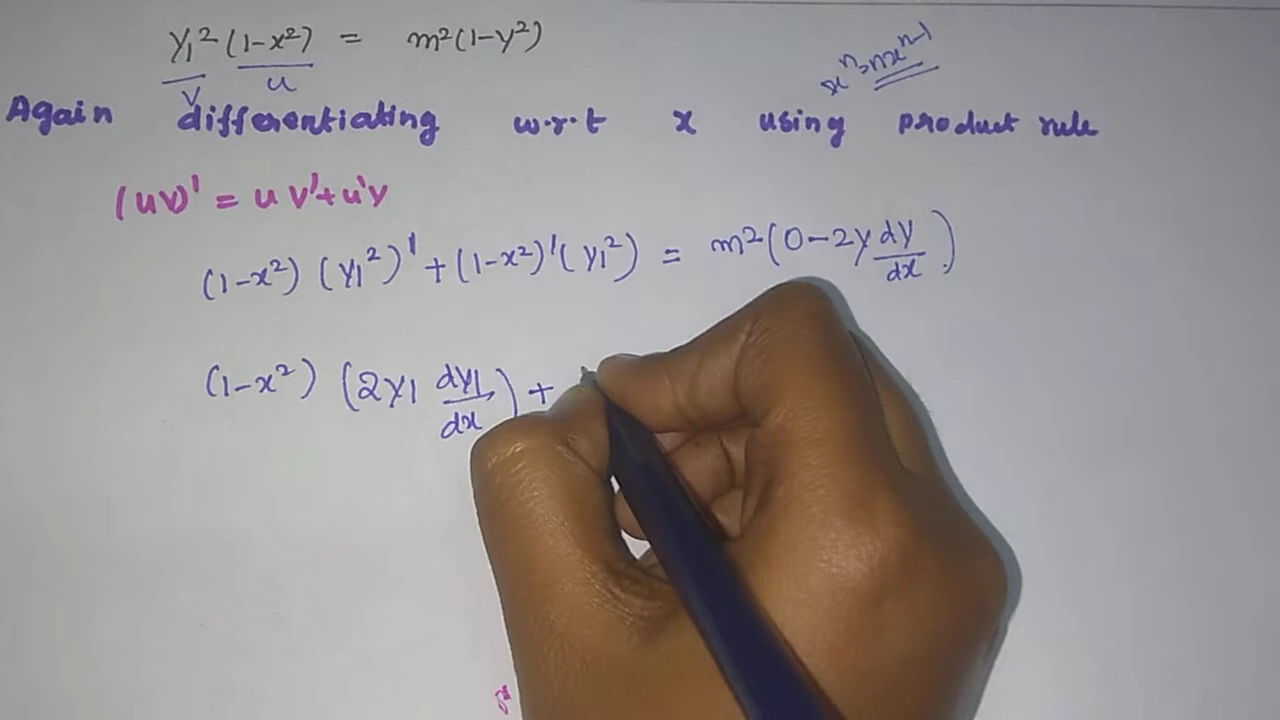 y₁² (1-x²) = m²(1-y²)
v u
xⁿ = nxⁿ⁻¹
Again differentiating w.r.t x using product rule
(uv)' = u v' + u'v
(1-x²) (y₁²)' + (1-x²)' (y₁²) = m² (0-2y dy/dx)
(1-x²) (2y₁ dy₁/dx) +